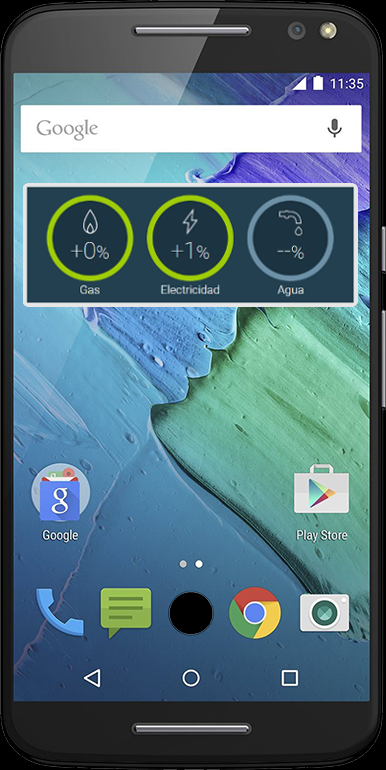 11:35
Google
+0% +1% --%
Gas Electricidad Agua
g
Google Play Store